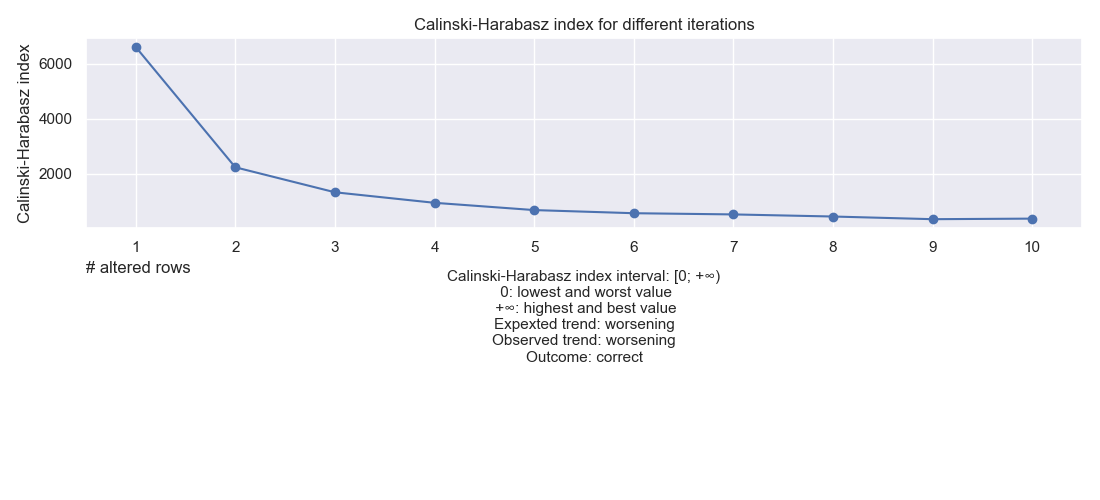 Calinski-Harabasz index for different iterations
Calinski-Harabasz index
6000
4000
2000
1 2 3 4 5 6 7 8 9 10
# altered rows
Calinski-Harabasz index interval: [0; +∞)
0: lowest and worst value
+∞: highest and best value
Expexted trend: worsening
Observed trend: worsening
Outcome: correct